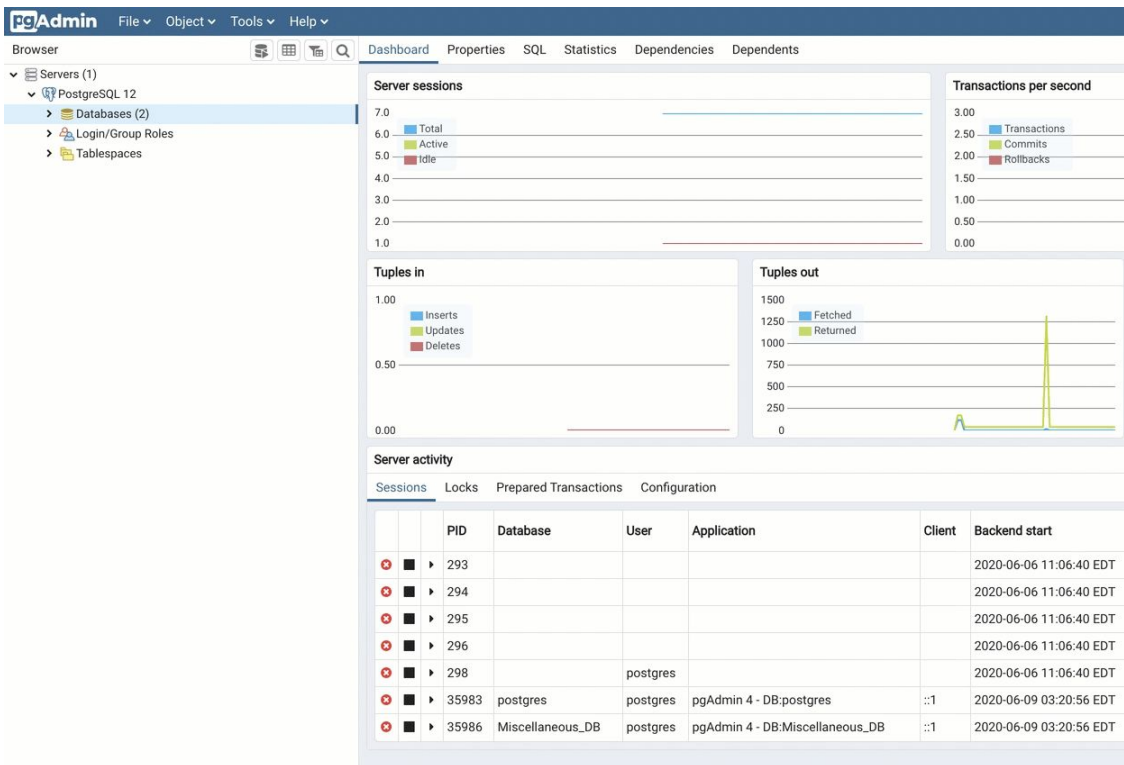 pgAdmin File Object Tools Help
Browser
Dashboard Properties SQL Statistics Dependencies Dependents
Servers (1)
PostgreSQL 12
Databases (2)
Login/Group Roles
Tablespaces
Server sessions
7.0
6.0
5.0
4.0
3.0
2.0
1.0
Total
Active
Idle
Transactions per second
3.00
2.50
2.00
1.50
1.00
0.50
0.00
Transactions
Commits
Rollbacks
Tuples in
1.00
0.50
0.00
Inserts
Updates
Deletes
Tuples out
1500
1250
1000
750
500
250
0
Fetched
Returned
Server activity
Sessions Locks Prepared Transactions Configuration
PID Database User Application Client Backend start
293 2020-06-06 11:06:40 EDT
294 2020-06-06 11:06:40 EDT
295 2020-06-06 11:06:40 EDT
296 2020-06-06 11:06:40 EDT
298 postgres 2020-06-06 11:06:40 EDT
35983 postgres postgres pgAdmin 4 - DB:postgres ::1 2020-06-09 03:20:56 EDT
35986 Miscellaneous_DB postgres pgAdmin 4 - DB:Miscellaneous_DB ::1 2020-06-09 03:20:56 EDT